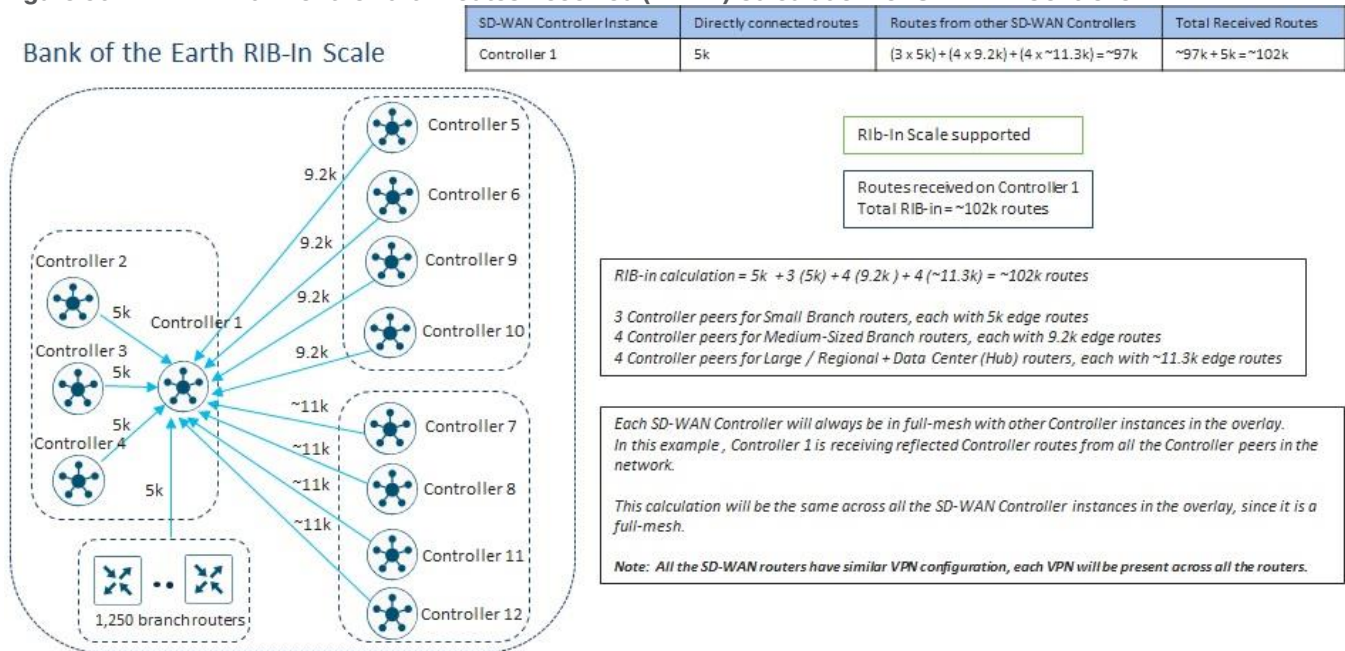 SD-WAN Controller Instance Directly connected routes Routes from other SD-WAN Controllers Total Received Routes
Controller 1 5k (3 x 5k) + (4 x 9.2k) + (4 x ~11.3k) = ~97k ~97k + 5k = ~102k
Bank of the Earth RIB-In Scale
Controller 5
9.2k
Controller 6
9.2k
Controller 9
9.2k
Controller 10
9.2k
Controller 2
5k
Controller 1
Controller 3
5k
Controller 4
5k
5k
~11k
Controller 7
~11k
Controller 8
~11k
Controller 11
~11k
Controller 12
1,250 branch routers
RIb-In Scale supported
Routes received on Controller 1
Total RIB-in = ~102k routes
RIB-in calculation = 5k + 3 (5k) + 4 (9.2k ) + 4 (~11.3k) = ~102k routes
3 Controller peers for Small Branch routers, each with 5k edge routes
4 Controller peers for Medium-Sized Branch routers, each with 9.2k edge routes
4 Controller peers for Large / Regional + Data Center (Hub) routers, each with ~11.3k edge routes
Each SD-WAN Controller will always be in full-mesh with other Controller instances in the overlay.
In this example , Controller 1 is receiving reflected Controller routes from all the Controller peers in the
network.
This calculation will be the same across all the SD-WAN Controller instances in the overlay, since it is a
full-mesh.
Note: All the SD-WAN routers have similar VPN configuration, each VPN will be present across all the routers.